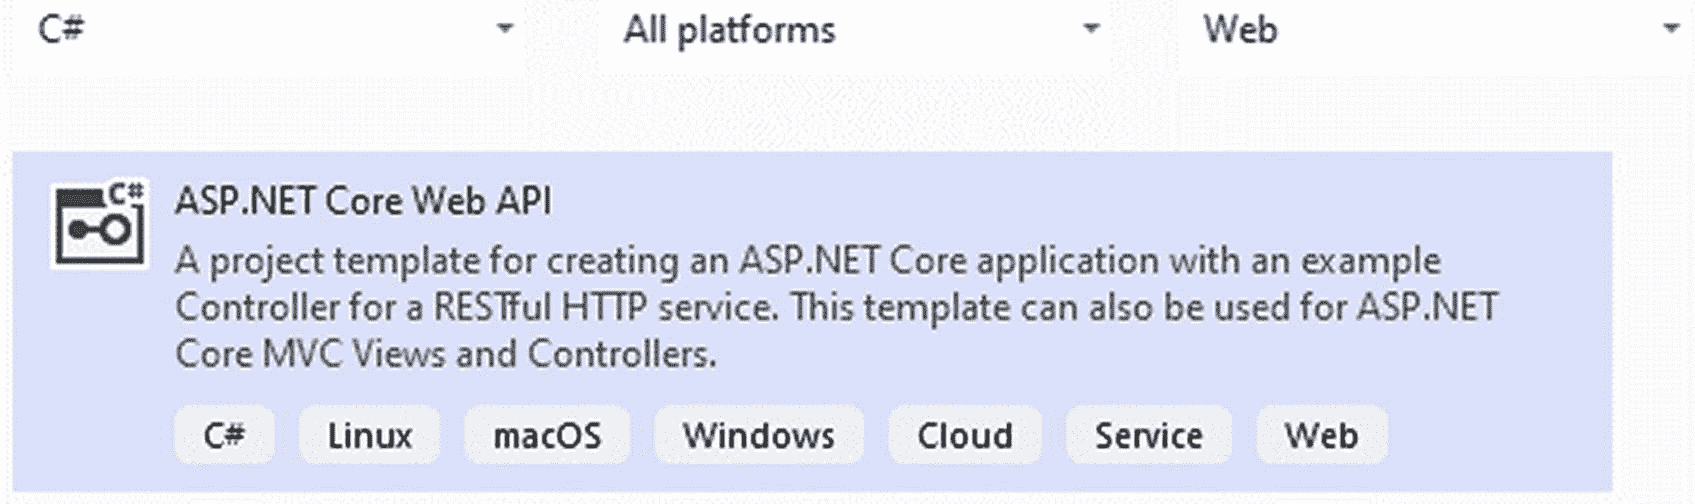 C# All platforms Web
C#
ASP.NET Core Web API
A project template for creating an ASP.NET Core application with an example
Controller for a RESTful HTTP service. This template can also be used for ASP.NET
Core MVC Views and Controllers.
C# Linux macOS Windows Cloud Service Web